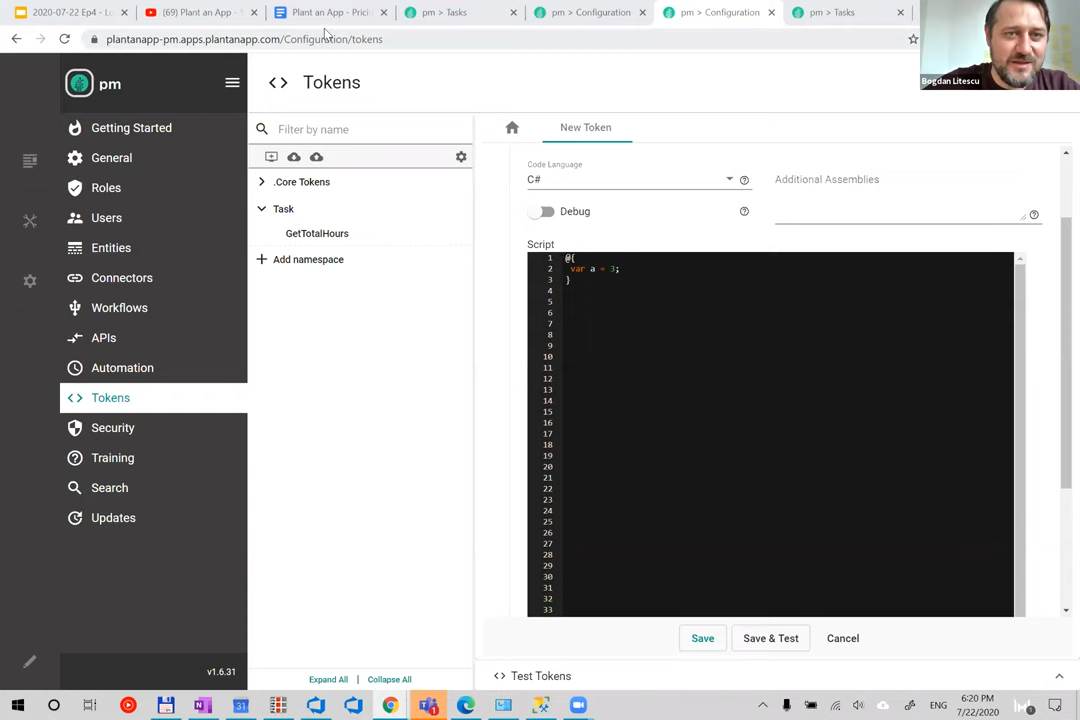 2020-07-22 Ep4 - Lo
(69) Plant an App -
Plant an App - Prici
pm > Tasks
pm > Configuration
pm > Configuration
pm > Tasks
plantanapp-pm.apps.plantanapp.com/Configuration/tokens
Bogdan Litescu
pm
Tokens
Getting Started
General
Roles
Users
Entities
Connectors
Workflows
APIs
Automation
Tokens
Security
Training
Search
Updates
v1.6.31
Filter by name
.Core Tokens
Task
GetTotalHours
Add namespace
Expand All | Collapse All
New Token
Code Language
C#
Additional Assemblies
Debug
Script
1 @{
2 var a = 3;
3 }
4
5
6
7
8
9
10
11
12
13
14
15
16
17
18
19
20
21
22
23
24
25
26
27
28
29
30
31
32
33
Save
Save & Test
Cancel
Test Tokens
ENG
6:20 PM
7/22/2020